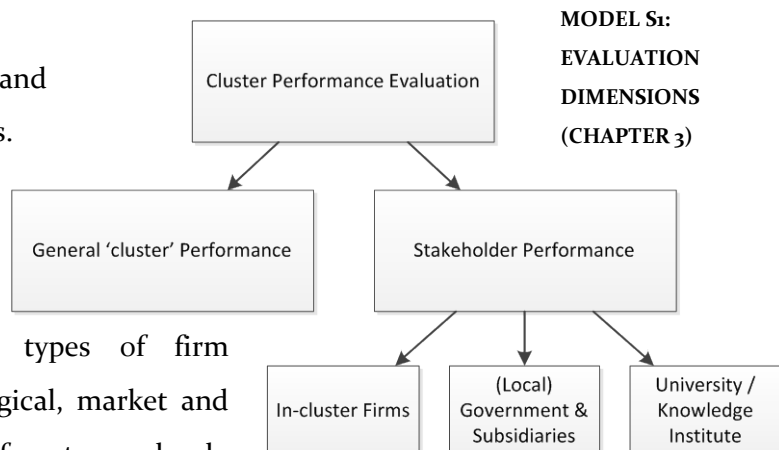 MODEL S1:
EVALUATION
DIMENSIONS
(CHAPTER 3)
Cluster Performance Evaluation
and
s.
General ‘cluster’ Performance
Stakeholder Performance
types of firm
gical, market and
In-cluster Firms
(Local)
Government &
Subsidiaries
University /
Knowledge
Institute